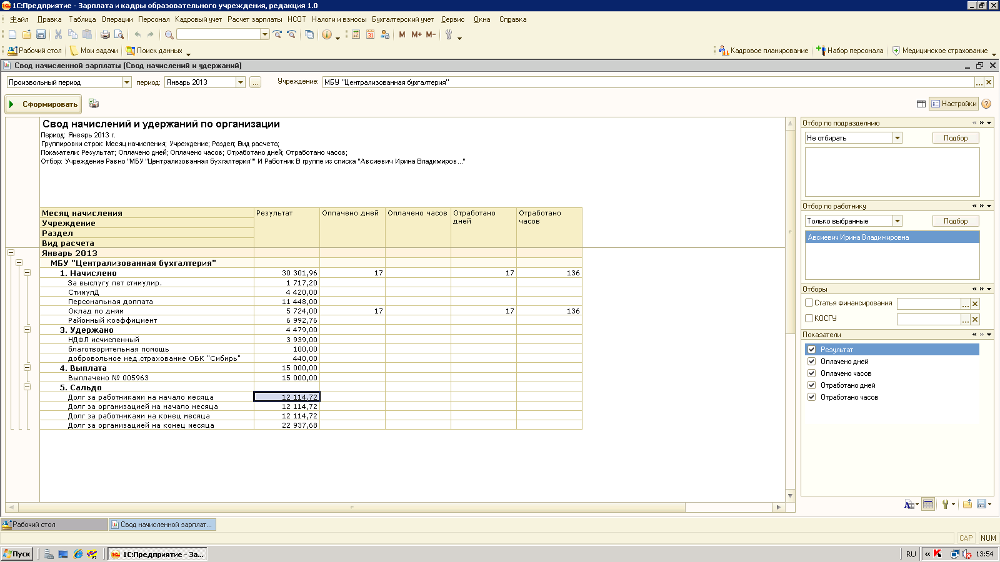 1С:Предприятие - Зарплата и кадры образовательного учреждения, редакция 1.0
Файл Правка Таблица Операции Персонал Кадровый учет Расчет зарплаты НСОТ Налоги и взносы Бухгалтерский учет Сервис Окна Справка
M M+ M-
Рабочий стол Мои задачи Поиск данных Кадровое планирование Набор персонала Медицинское страхование
Свод начисленной зарплаты [Свод начислений и удержаний]
Произвольный период период: Январь 2013 ... Учреждение: МБУ "Централизованная бухгалтерия" ...
Сформировать Настройки ?
Свод начислений и удержаний по организации
Период: Январь 2013 г.
Группировки строк: Месяц начисления; Учреждение; Раздел; Вид расчета;
Показатели: Результат; Оплачено дней; Оплачено часов; Отработано дней; Отработано часов;
Отбор: Учреждение Равно "МБУ "Централизованная бухгалтерия"" И Работник В группе из списка "Авсиевич Ирина Владимиров ..."
Месяц начисления Результат Оплачено дней Оплачено часов Отработано дней Отработано часов
Учреждение
Раздел
Вид расчета
Январь 2013
МБУ "Централизованная бухгалтерия"
1. Начислено 30 301,96 17 17 136
За выслугу лет стимулир. 1 717,20
СтимулД 4 420,00
Персональная доплата 11 448,00
Оклад по дням 5 724,00 17 17 136
Районный коэффициент 6 992,76
3. Удержано 4 479,00
НДФЛ исчисленный 3 939,00
благотворительная помощь 100,00
добровольное мед.страхование ОБК "Сибирь" 440,00
4. Выплата 15 000,00
Выплачено № 005963 15 000,00
5. Сальдо
Долг за работниками на начало месяца 12 114,72
Долг за организацией на начало месяца 12 114,72
Долг за работниками на конец месяца 12 114,72
Долг за организацией на конец месяца 22 937,68
Отбор по подразделнию
Не отбирать Подбор
Отбор по работнику
Только выбранные Подбор
Авсиевич Ирина Владимировна
Отборы
Статья финансирования ...
КОСГУ ...
Показатели
Результат
Оплачено дней
Оплачено часов
Отработано дней
Отработано часов
Рабочий стол Свод начисленной зарплат...
CAP NUM
Пуск 1С:Предприятие - За... RU 13:54